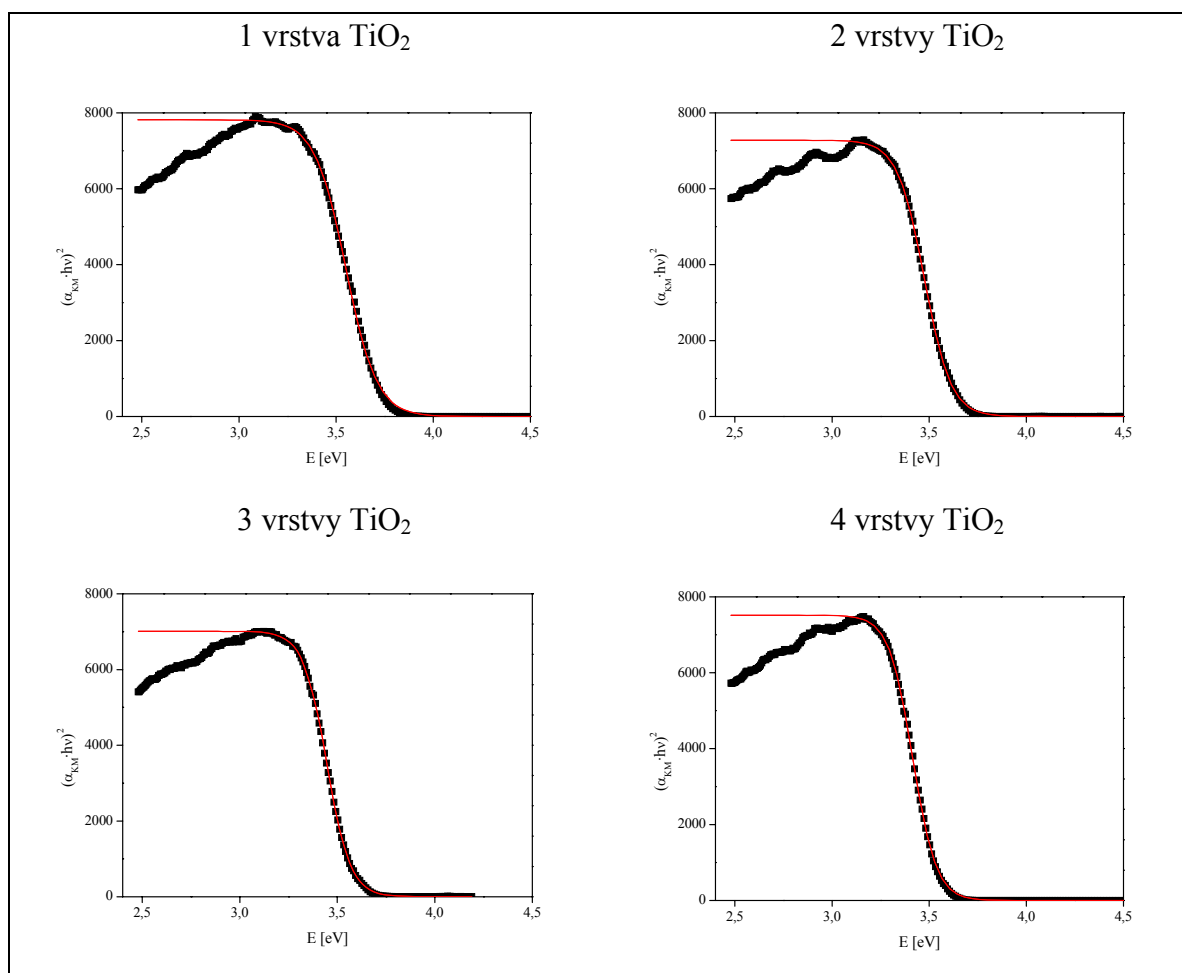 1 vrstva TiO₂
8000
6000
4000
2000
0
(α_KM·hν)²
2,5 3,0 3,5 4,0 4,5
E [eV]
2 vrstvy TiO₂
8000
6000
4000
2000
0
(α_KM·hν)²
2,5 3,0 3,5 4,0 4,5
E [eV]
3 vrstvy TiO₂
8000
6000
4000
2000
0
(α_KM·hν)²
2,5 3,0 3,5 4,0 4,5
E [eV]
4 vrstvy TiO₂
8000
6000
4000
2000
0
(α_KM·hν)²
2,5 3,0 3,5 4,0 4,5
E [eV]